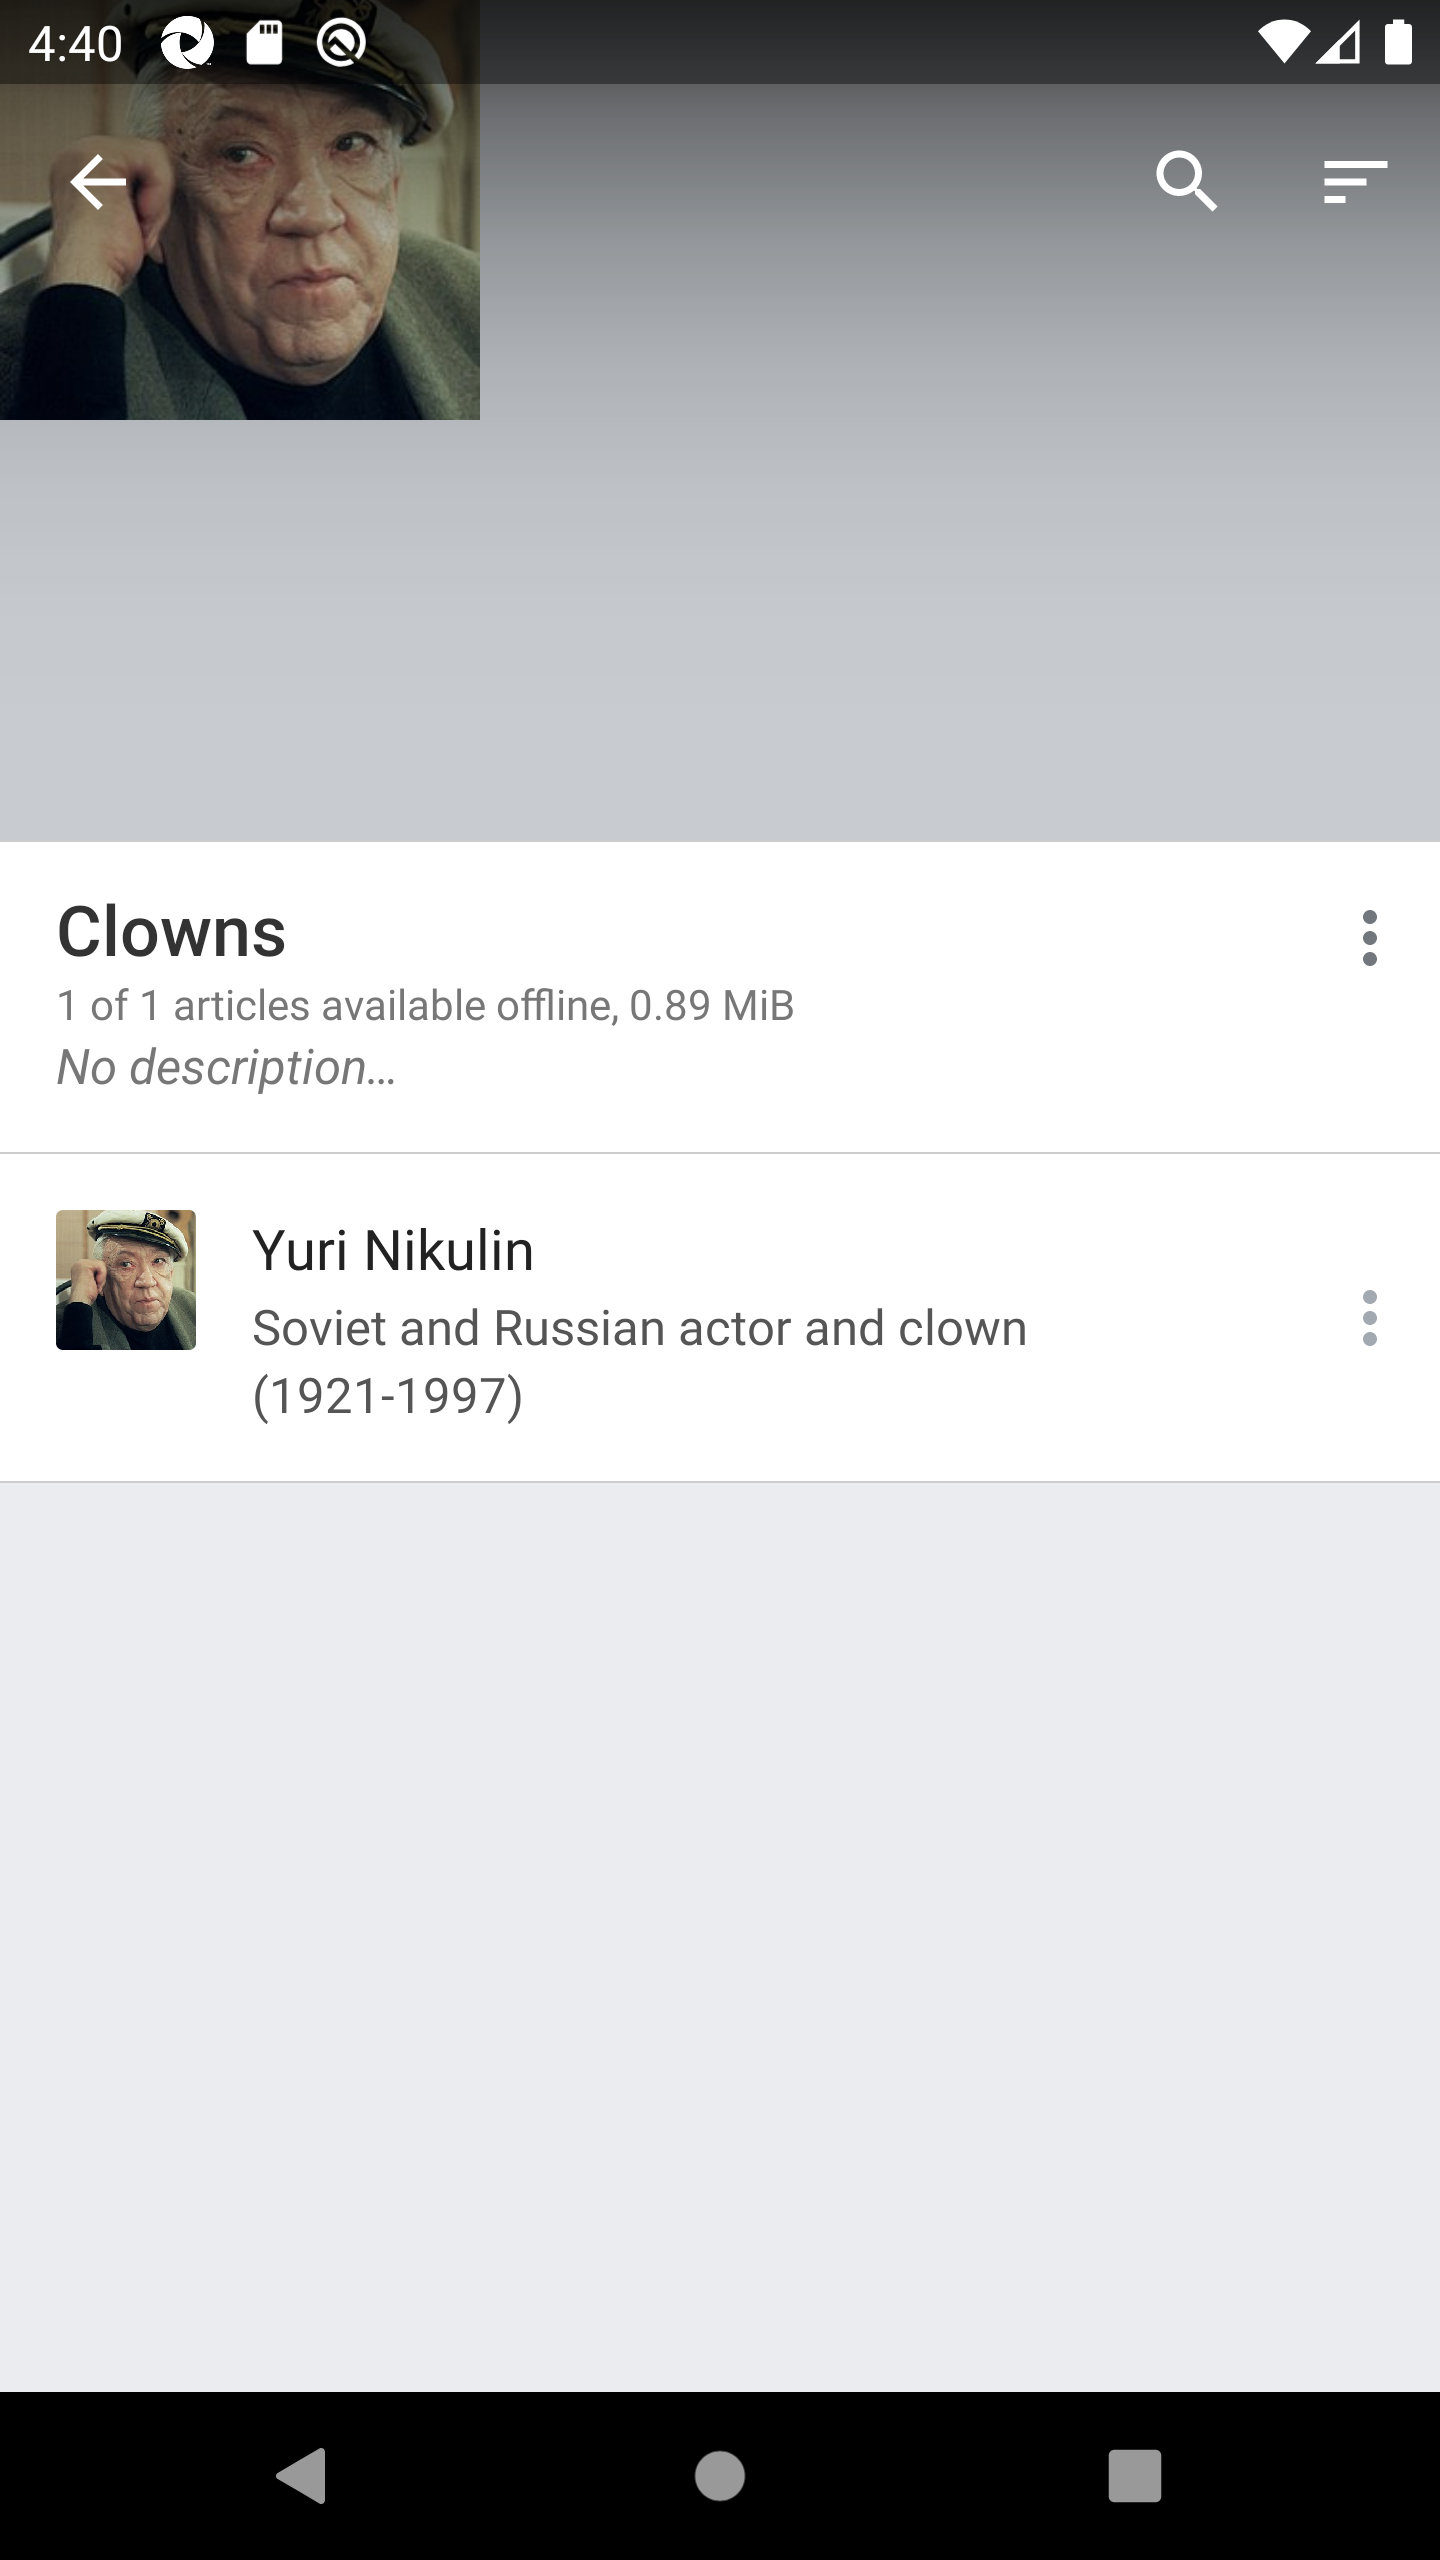 4:40
Clowns
1 of 1 articles available offline, 0.89 MiB
No description…
Yuri Nikulin
Soviet and Russian actor and clown
(1921-1997)